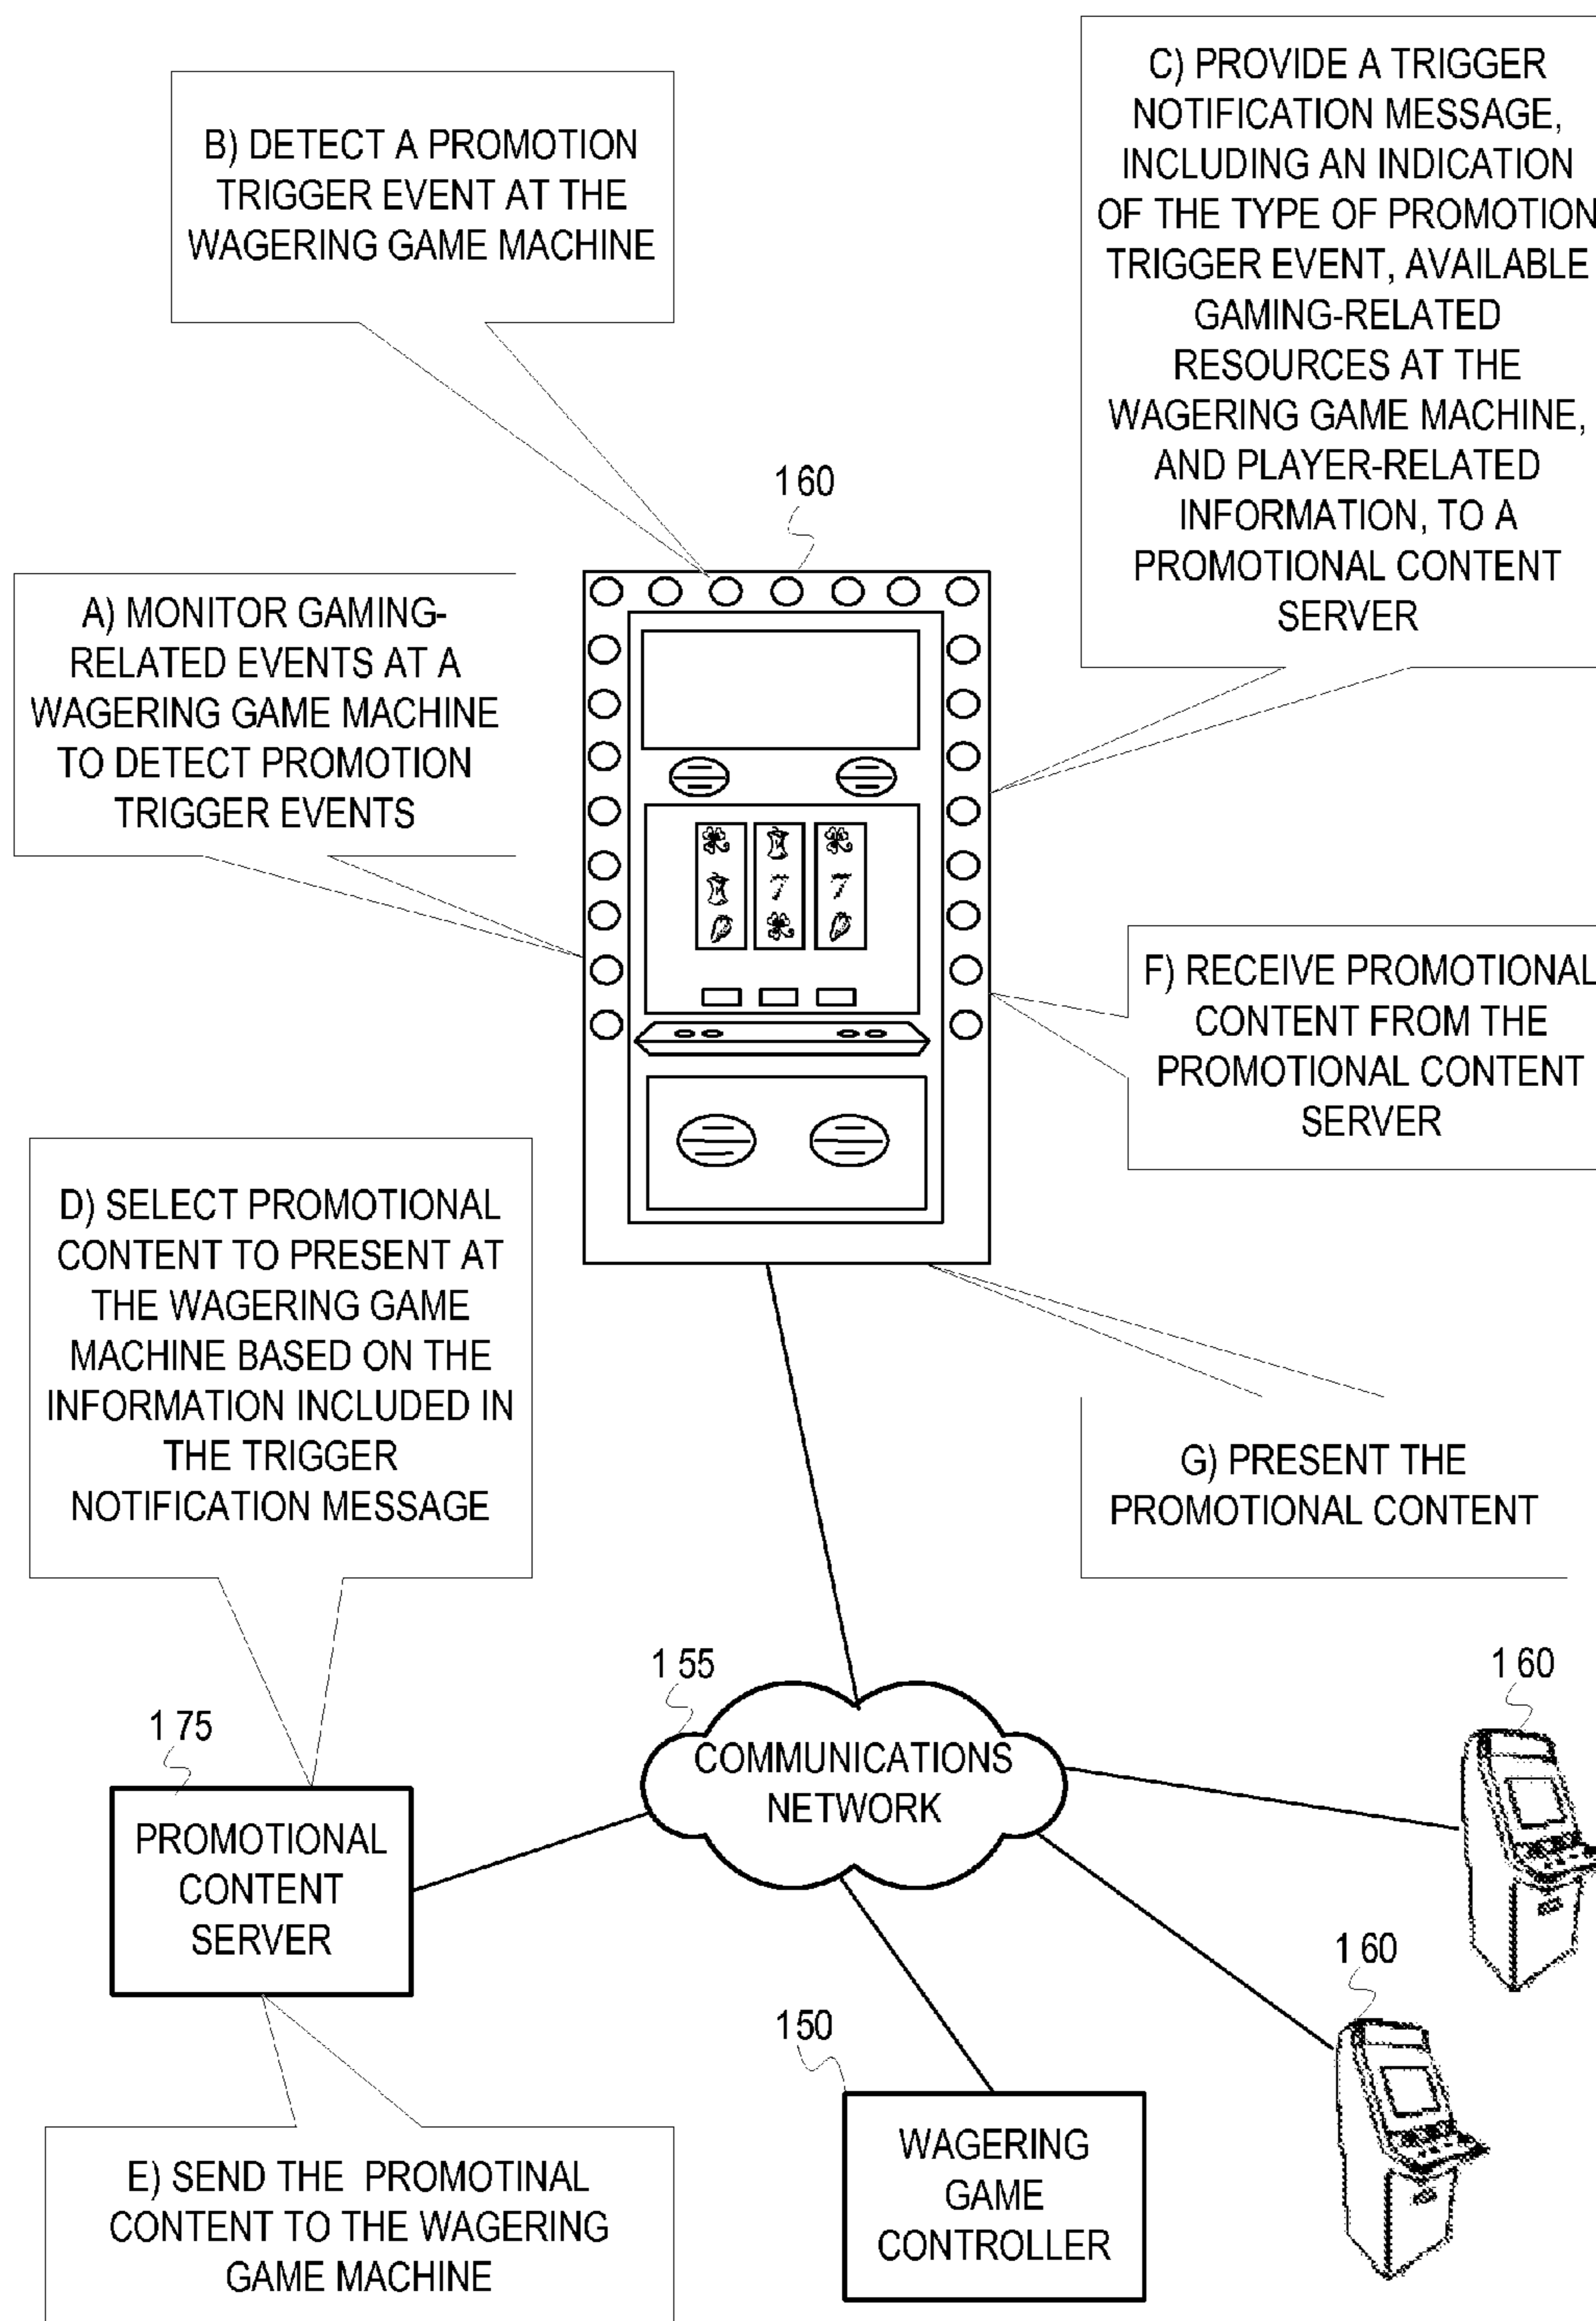 B) DETECT A PROMOTION
TRIGGER EVENT AT THE
WAGERING GAME MACHINE
C) PROVIDE A TRIGGER
NOTIFICATION MESSAGE,
INCLUDING AN INDICATION
OF THE TYPE OF PROMOTION
TRIGGER EVENT, AVAILABLE
GAMING-RELATED
RESOURCES AT THE
WAGERING GAME MACHINE,
AND PLAYER-RELATED
INFORMATION, TO A
PROMOTIONAL CONTENT
SERVER
160
A) MONITOR GAMING-
RELATED EVENTS AT A
WAGERING GAME MACHINE
TO DETECT PROMOTION
TRIGGER EVENTS
7 7
F) RECEIVE PROMOTIONAL
CONTENT FROM THE
PROMOTIONAL CONTENT
SERVER
D) SELECT PROMOTIONAL
CONTENT TO PRESENT AT
THE WAGERING GAME
MACHINE BASED ON THE
INFORMATION INCLUDED IN
THE TRIGGER
NOTIFICATION MESSAGE
G) PRESENT THE
PROMOTIONAL CONTENT
155
COMMUNICATIONS
NETWORK
160
175
PROMOTIONAL
CONTENT
SERVER
160
150
WAGERING
GAME
CONTROLLER
E) SEND THE PROMOTINAL
CONTENT TO THE WAGERING
GAME MACHINE